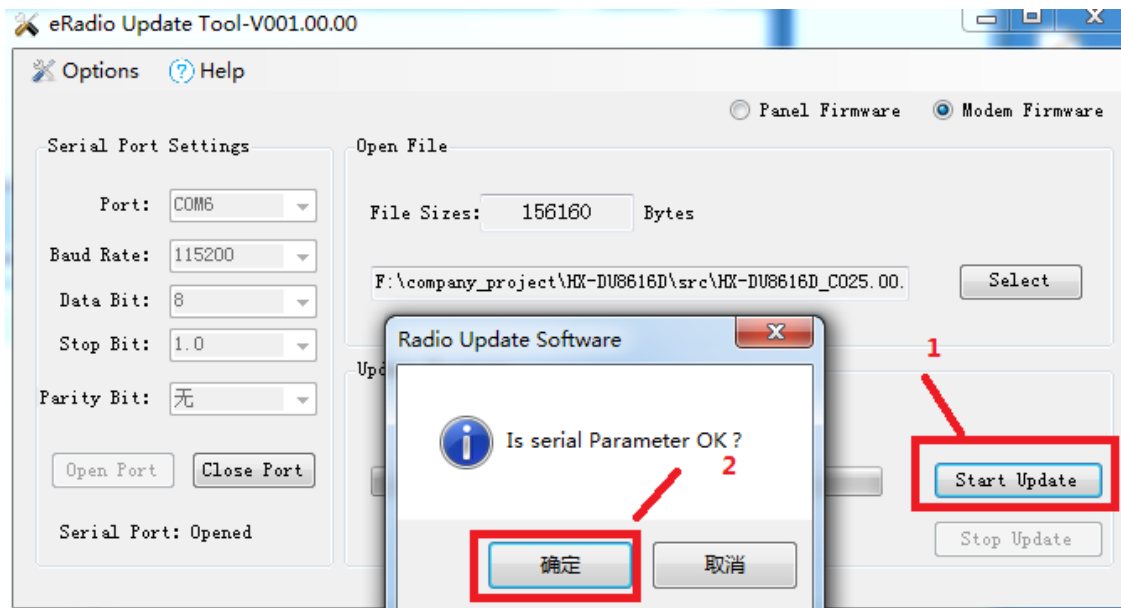 eRadio Update Tool-V001.00.00
Options Help
Panel Firmware Modem Firmware
Serial Port Settings
Port: COM6
Baud Rate: 115200
Data Bit: 8
Stop Bit: 1.0
Parity Bit: 无
Open Port Close Port
Serial Port: Opened
Open File
File Sizes: 156160 Bytes
F:\company_project\HX-DU8616D\src\HX-DU8616D_C025.00.
Select
Upd
1
Start Update
Stop Update
Radio Update Software
Is serial Parameter OK ?
2
确定 取消